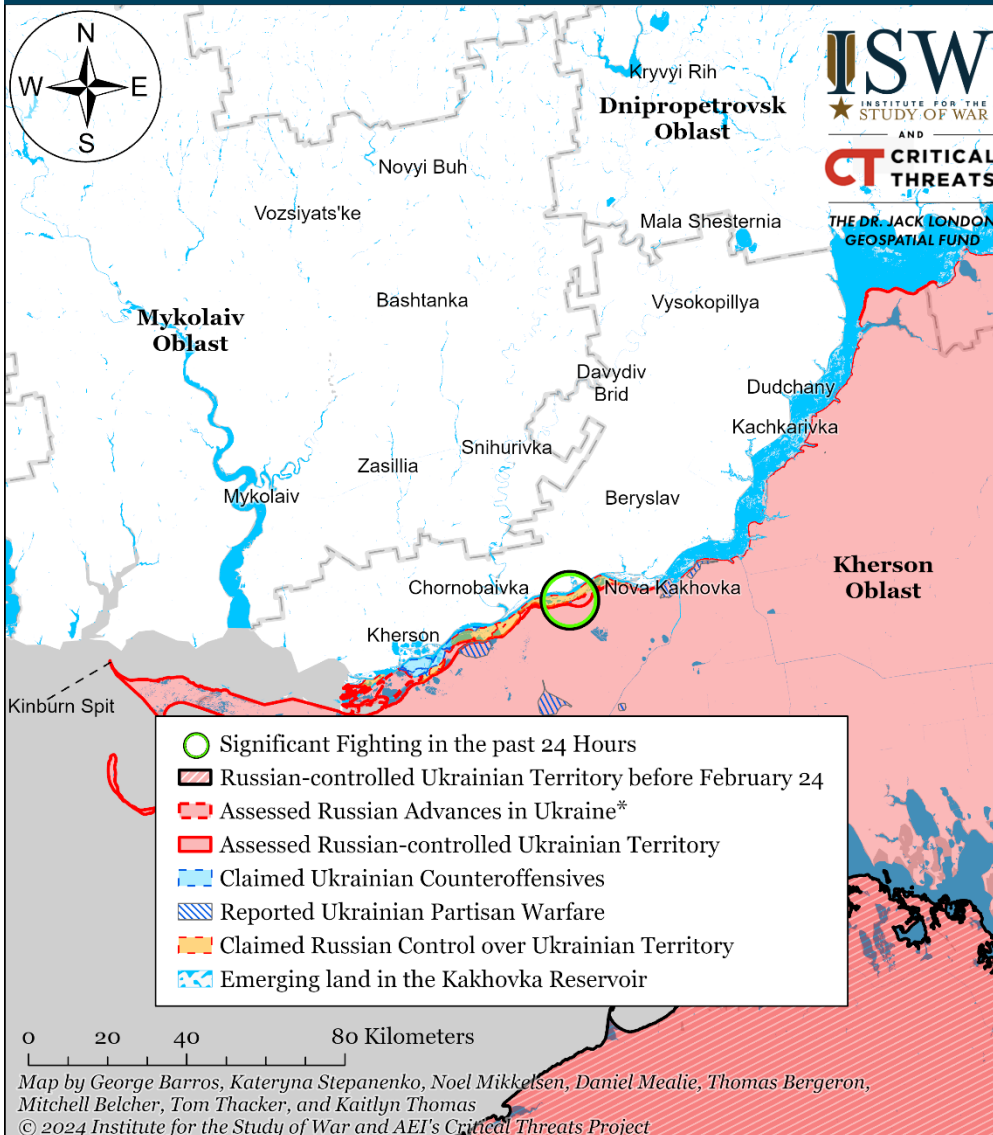 N
W
E
S
ISW
INSTITUTE FOR THE
STUDY OF WAR
AND
CT CRITICAL
THREATS
THE DR. JACK LONDON
GEOSPATIAL FUND
Kryvyi Rih
Dnipropetrovsk
Oblast
Novyi Buh
Vozsiyats'ke
Mala Shesternia
Bashtanka
Vysokopillya
Mykolaiv
Oblast
Davydiv
Brid
Dudchany
Kachkarivka
Snihurivka
Zasillia
Mykolaiv
Beryslav
Kherson
Oblast
Chornobaivka
Nova Kakhovka
Kherson
Kinburn Spit
Significant Fighting in the past 24 Hours
Russian-controlled Ukrainian Territory before February 24
Assessed Russian Advances in Ukraine*
Assessed Russian-controlled Ukrainian Territory
Claimed Ukrainian Counteroffensives
Reported Ukrainian Partisan Warfare
Claimed Russian Control over Ukrainian Territory
Emerging land in the Kakhovka Reservoir
0 20 40 80 Kilometers
Map by George Barros, Kateryna Stepanenko, Noel Mikkelsen, Daniel Mealie, Thomas Bergeron,
Mitchell Belcher, Tom Thacker, and Kaitlyn Thomas
© 2024 Institute for the Study of War and AEI's Critical Threats Project